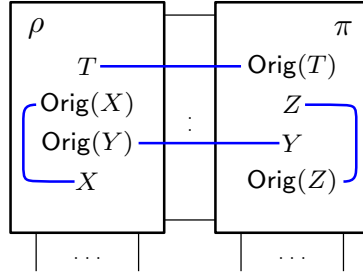 ρ π
T Orig(T)
Orig(X) Z
Orig(Y) : Y
X Orig(Z)
... ...